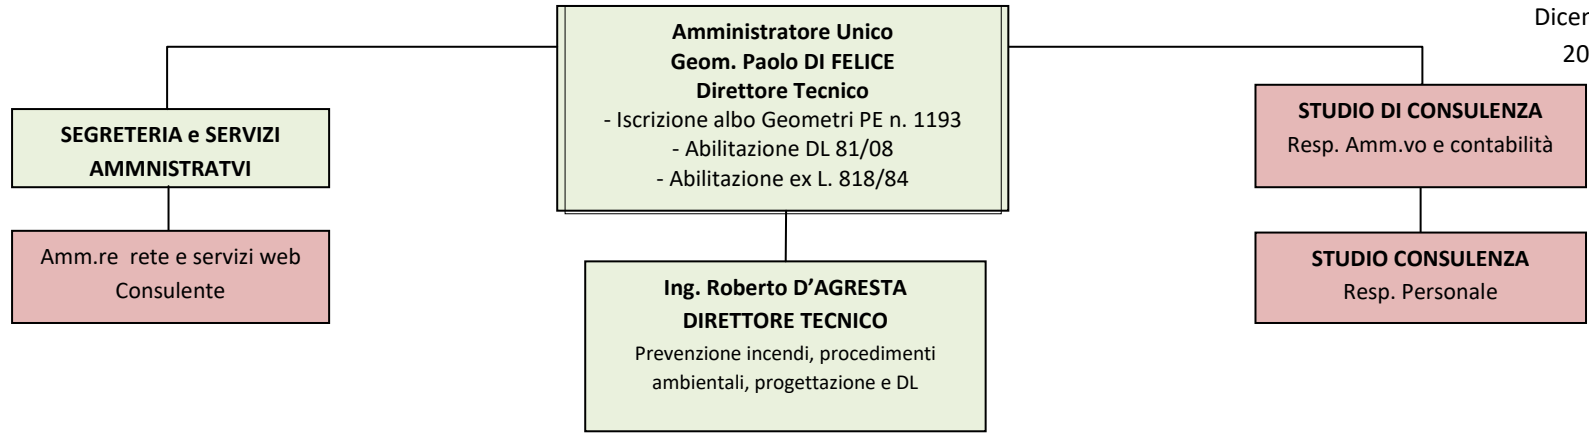 Amministratore Unico
Geom. Paolo DI FELICE
Direttore Tecnico
- Iscrizione albo Geometri PE n. 1193
- Abilitazione DL 81/08
- Abilitazione ex L. 818/84
SEGRETERIA e SERVIZI
AMMNISTRATVI
Amm.re rete e servizi web
Consulente
Ing. Roberto D'AGRESTA
DIRETTORE TECNICO
Prevenzione incendi, procedimenti
ambientali, progettazione e DL
STUDIO DI CONSULENZA
Resp. Amm.vo e contabilità
STUDIO CONSULENZA
Resp. Personale